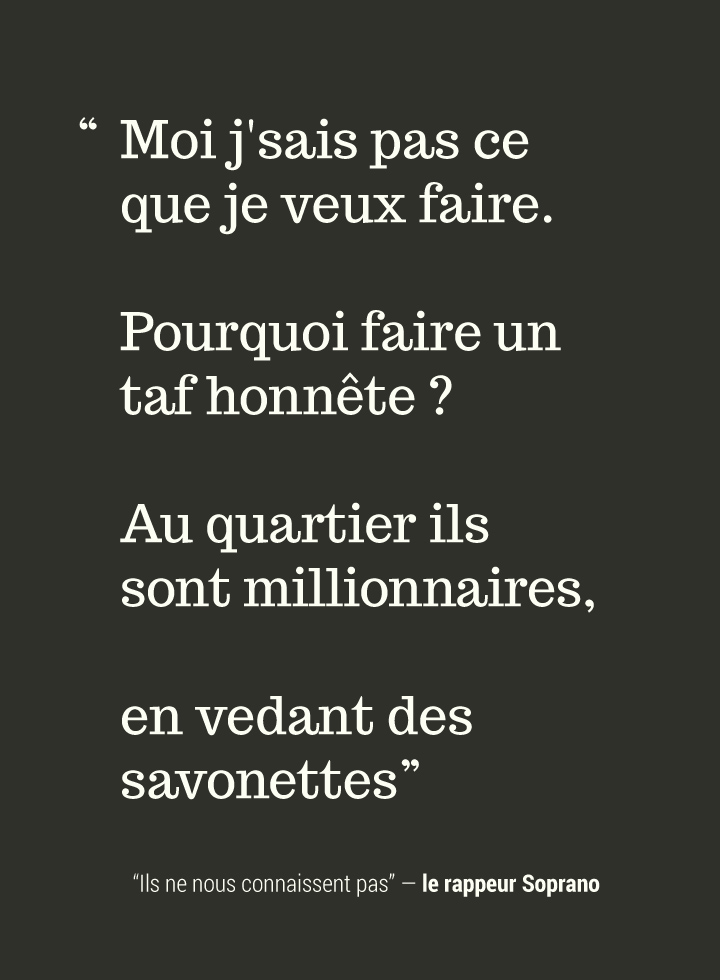 “ Moi j'sais pas ce
que je veux faire.
Pourquoi faire un
taf honnête ?
Au quartier ils
sont millionnaires,
en vedant des
savonettes”
“Ils ne nous connaissent pas” — le rappeur Soprano